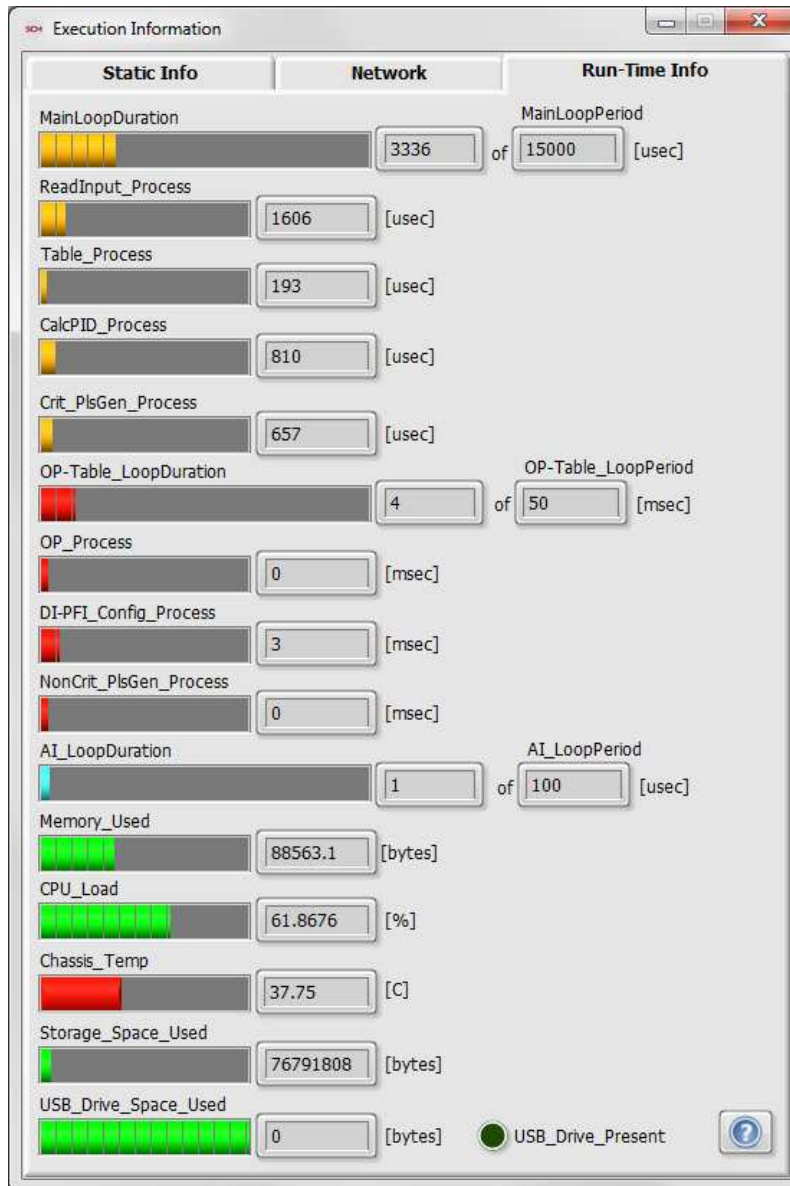 SCM Execution Information
Static Info Network Run-Time Info
MainLoopDuration MainLoopPeriod
3336 of 15000 [usec]
ReadInput_Process
1606 [usec]
Table_Process
193 [usec]
CalcPID_Process
810 [usec]
Crit_PlsGen_Process
657 [usec]
OP-Table_LoopDuration OP-Table_LoopPeriod
4 of 50 [msec]
OP_Process
0 [msec]
DI-PFI_Config_Process
3 [msec]
NonCrit_PlsGen_Process
0 [msec]
AI_LoopDuration AI_LoopPeriod
1 of 100 [usec]
Memory_Used
88563.1 [bytes]
CPU_Load
61.8676 [%]
Chassis_Temp
37.75 [C]
Storage_Space_Used
76791808 [bytes]
USB_Drive_Space_Used
0 [bytes] USB_Drive_Present ?